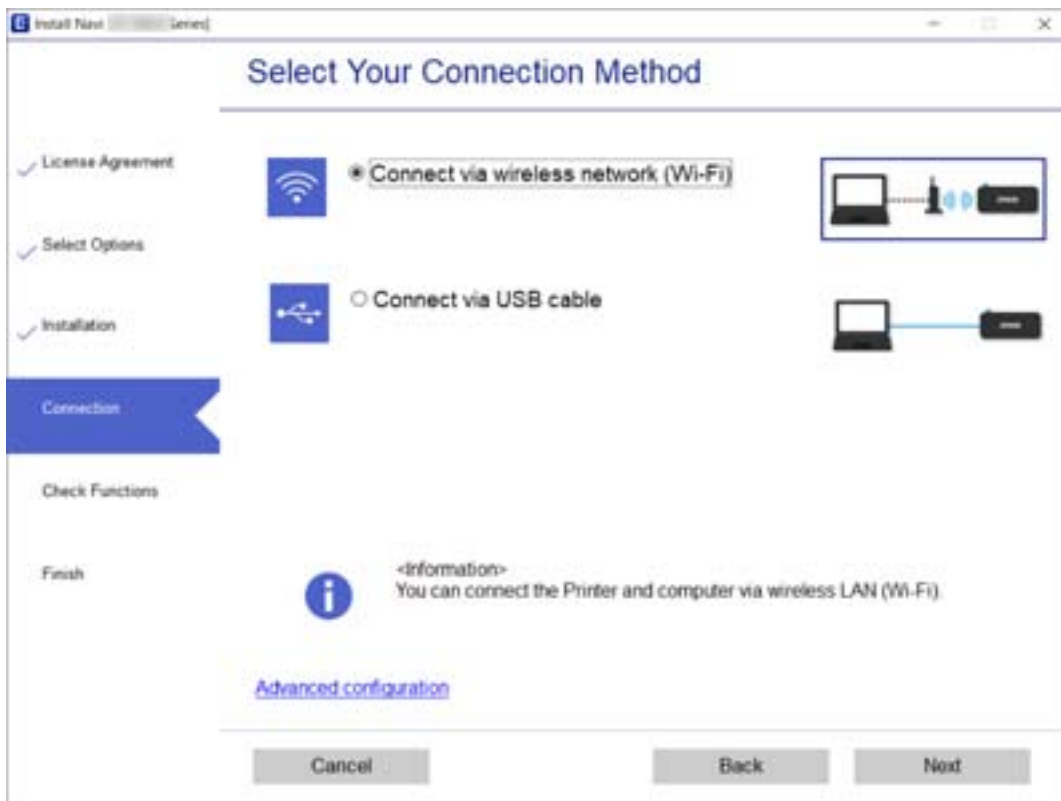 Install Navi
Series]
Select Your Connection Method
License Agreement
Select Options
Installation
Connection
Check Functions
Finish
Connect via wireless network (Wi-Fi)
Connect via USB cable
<Information>
You can connect the Printer and computer via wireless LAN (Wi-Fi).
Advanced configuration
Cancel
Back
Next